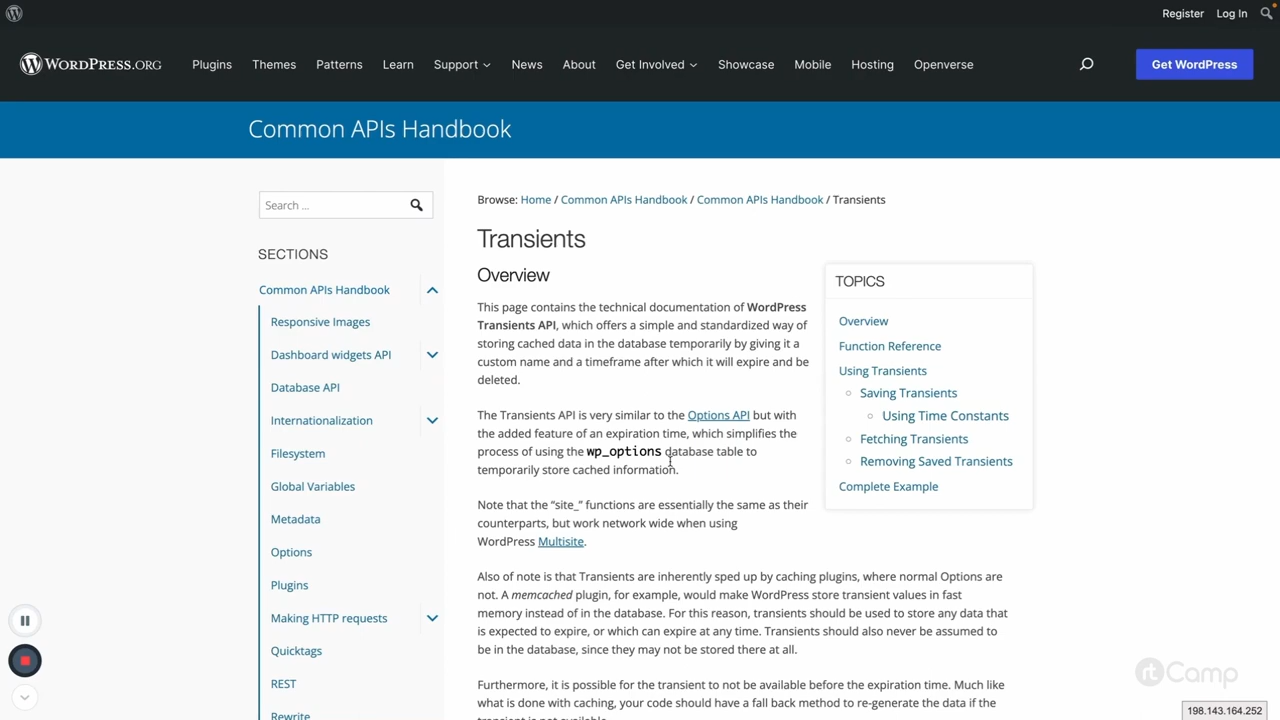 Register Log In
WORDPRESS.ORG Plugins Themes Patterns Learn Support News About Get Involved Showcase Mobile Hosting Openverse Get WordPress
Common APIs Handbook
Search ...
SECTIONS
Common APIs Handbook
Responsive Images
Dashboard widgets API
Database API
Internationalization
Filesystem
Global Variables
Metadata
Options
Plugins
Making HTTP requests
Quicktags
REST
Rewrite
Browse: Home / Common APIs Handbook / Common APIs Handbook / Transients
Transients
Overview
This page contains the technical documentation of WordPress
Transients API, which offers a simple and standardized way of
storing cached data in the database temporarily by giving it a
custom name and a timeframe after which it will expire and be
deleted.
The Transients API is very similar to the Options API but with
the added feature of an expiration time, which simplifies the
process of using the wp_options database table to
temporarily store cached information.
Note that the “site_” functions are essentially the same as their
counterparts, but work network wide when using
WordPress Multisite.
Also of note is that Transients are inherently sped up by caching plugins, where normal Options are
not. A memcached plugin, for example, would make WordPress store transient values in fast
memory instead of in the database. For this reason, transients should be used to store any data that
is expected to expire, or which can expire at any time. Transients should also never be assumed to
be in the database, since they may not be stored there at all.
Furthermore, it is possible for the transient to not be available before the expiration time. Much like
what is done with caching, your code should have a fall back method to re-generate the data if the
transient is not available.
TOPICS
Overview
Function Reference
Using Transients
Saving Transients
Using Time Constants
Fetching Transients
Removing Saved Transients
Complete Example
rtCamp
198.143.164.252